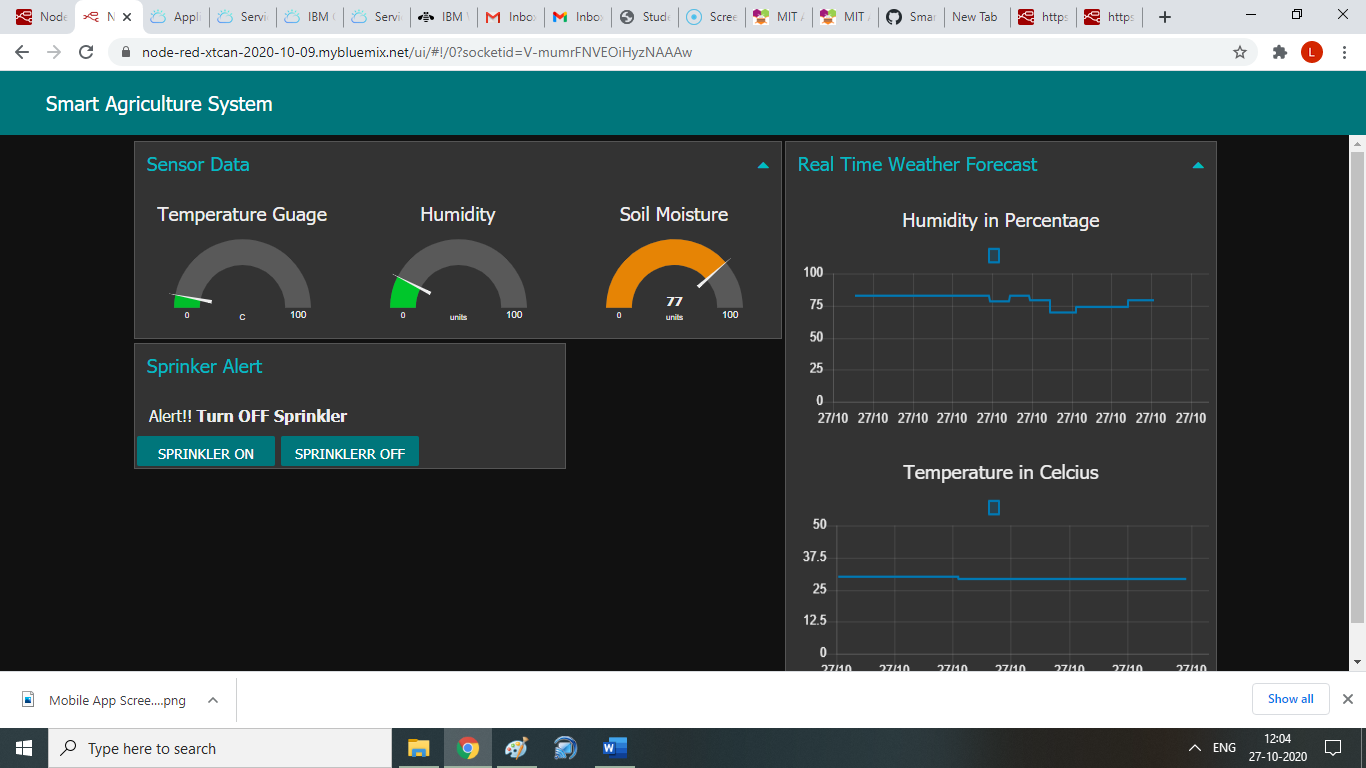 Node
N
Appli
Servi
IBM
Servi
IBM
Inbox
Inbox
Stude
Scree
MIT A
MIT A
Smar
New Tab
https
https
node-red-xtcan-2020-10-09.mybluemix.net/ui/#!/0?socketid=V-mumrFNVEOiHyzNAAAw
L
Smart Agriculture System
Sensor Data
Temperature Guage
Humidity
Soil Moisture
77
0 C 100
0 units 100
0 units 100
Sprinker Alert
Alert!! Turn OFF Sprinkler
SPRINKLER ON
SPRINKLERR OFF
Real Time Weather Forecast
Humidity in Percentage
100
75
50
25
0
27/10 27/10 27/10 27/10 27/10 27/10 27/10 27/10 27/10 27/10
Temperature in Celcius
50
37.5
25
12.5
0
27/10 27/10 27/10 27/10 27/10 27/10 27/10
Mobile App Scree....png
Show all
Type here to search
ENG
12:04
27-10-2020